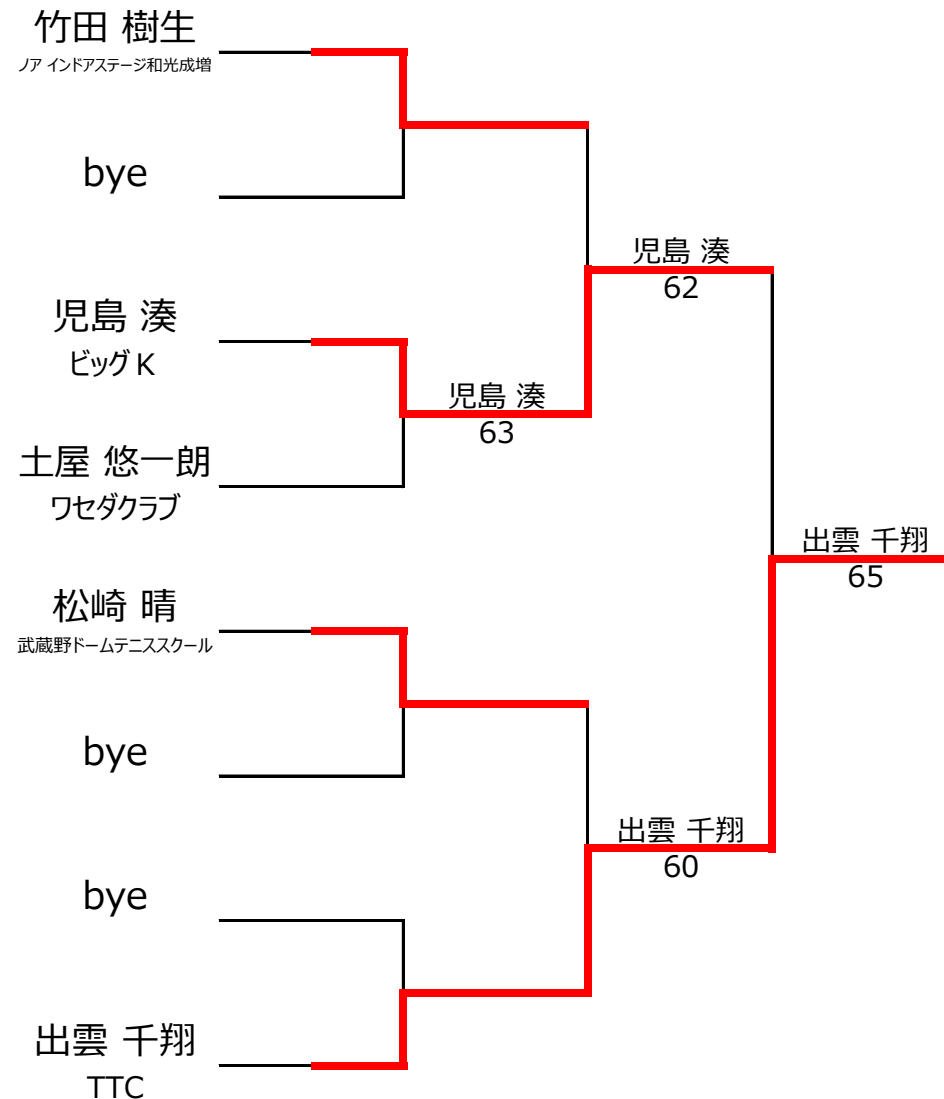 竹田 樹生
ノア インドアステージ和光成増
bye
児島 湊
62
児島 湊
ビッグK
児島 湊
63
土屋 悠一朗
ワセダクラブ
出雲 千翔
65
松崎 晴
武蔵野ドームテニススクール
bye
出雲 千翔
60
bye
出雲 千翔
TTC